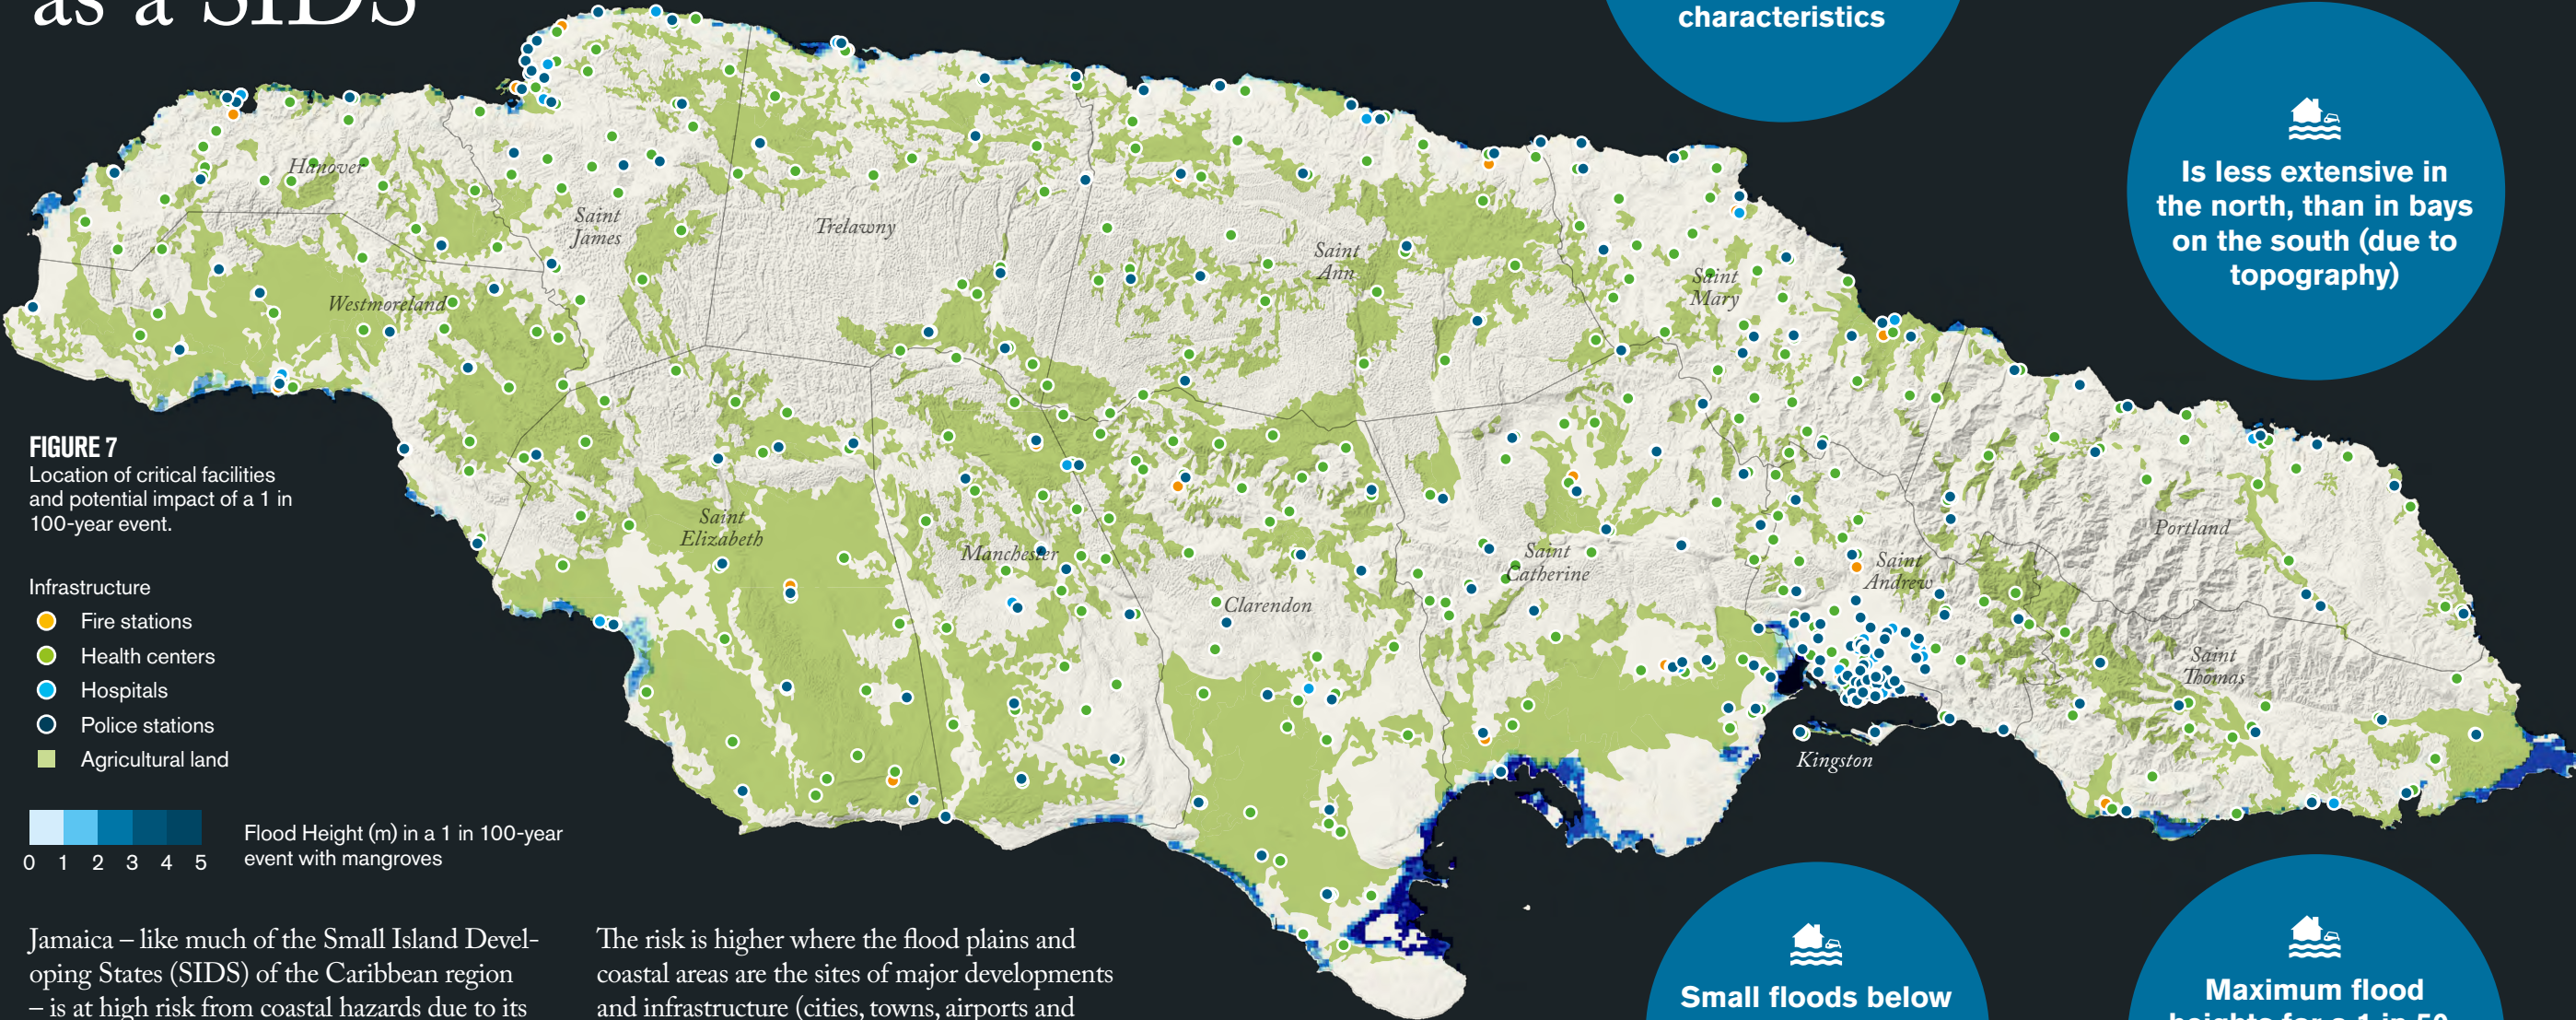 as a SIDS
characteristics
Is less extensive in
the north, than in bays
on the south (due to
topography)
Hanover
Saint
James
Trelawny
Saint
Ann
Saint
Mary
Westmoreland
Saint
Elizabeth
Manchester
Clarendon
Saint
Catherine
Saint
Andrew
Portland
Saint
Thomas
Kingston
FIGURE 7
Location of critical facilities
and potential impact of a 1 in
100-year event.
Infrastructure
Fire stations
Health centers
Hospitals
Police stations
Agricultural land
0 1 2 3 4 5
Flood Height (m) in a 1 in 100-year
event with mangroves
Jamaica – like much of the Small Island Devel-
oping States (SIDS) of the Caribbean region
– is at high risk from coastal hazards due to its
The risk is higher where the flood plains and
coastal areas are the sites of major developments
and infrastructure (cities, towns, airports and
Small floods below
Maximum flood
heights for a 1 in 50